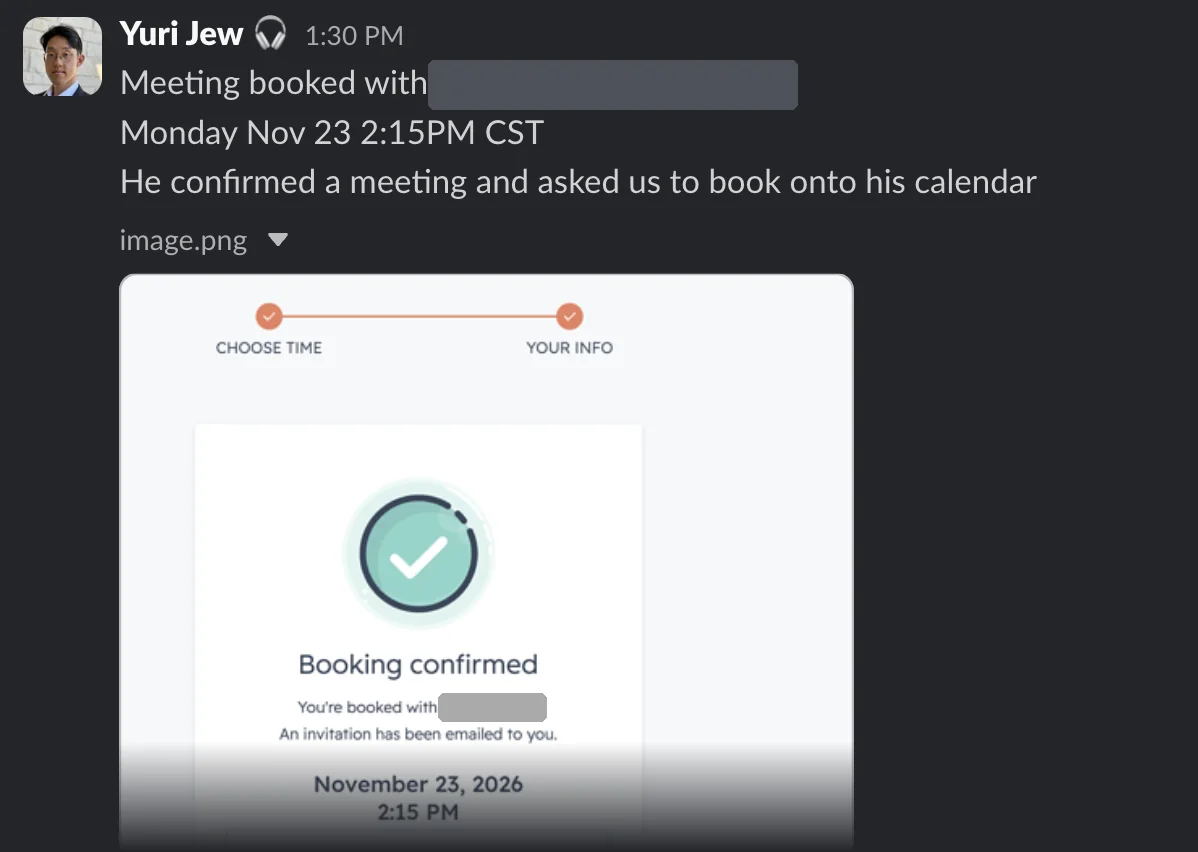 Yuri Jew 1:30 PM
Meeting booked with
Monday Nov 23 2:15PM CST
He confirmed a meeting and asked us to book onto his calendar
image.png
CHOOSE TIME
YOUR INFO
Booking confirmed
You're booked with
An invitation has been emailed to you.
November 23, 2026
2:15 PM